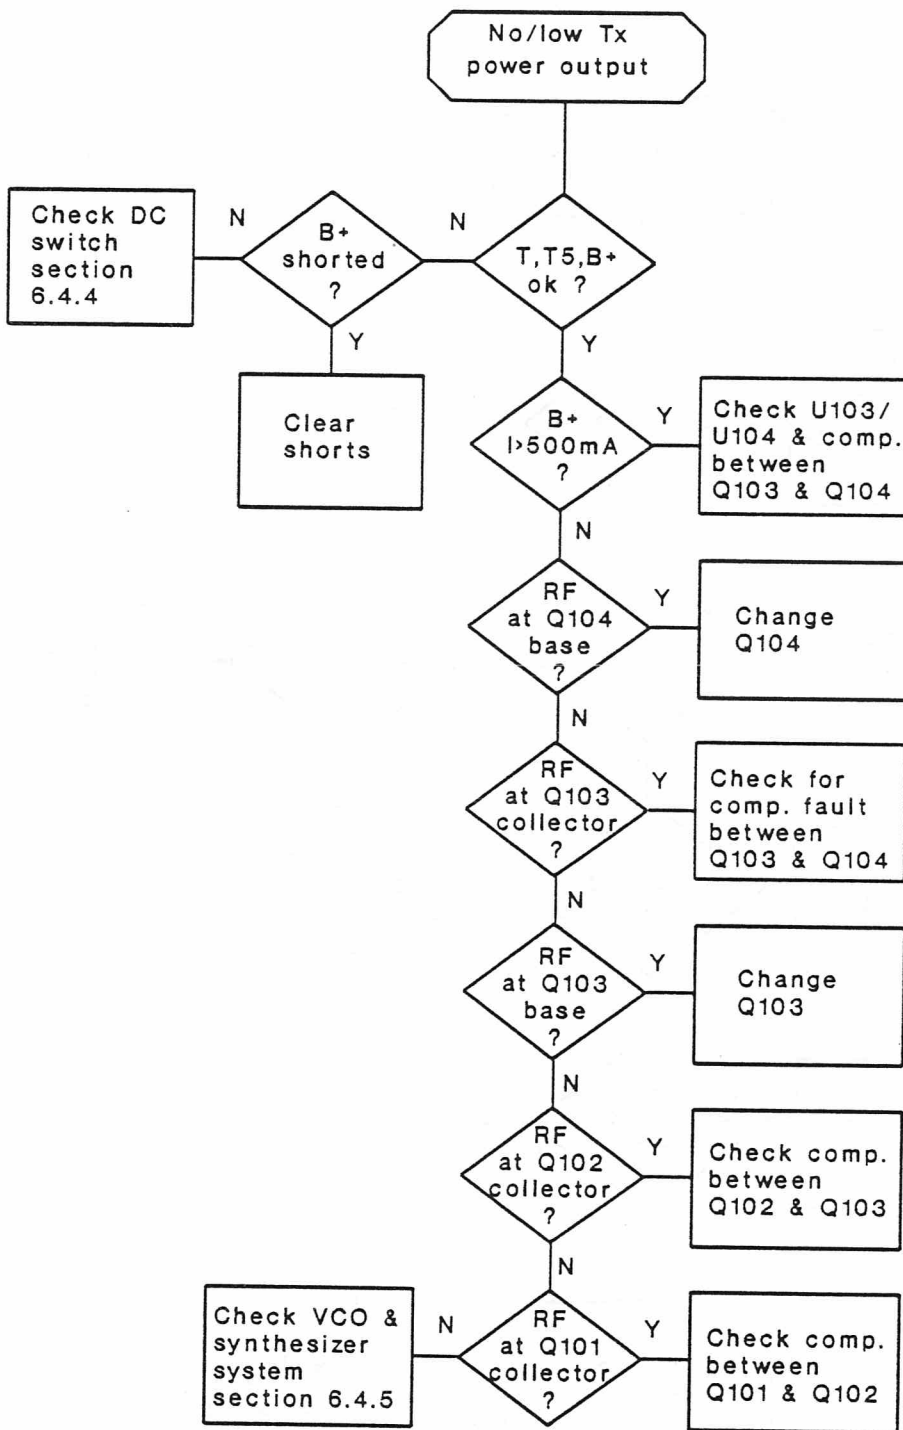 No/low Tx
power output
Check DC
switch
section
6.4.4
N
B+
shorted
?
N
T,T5,B+
ok ?
Y
Y
Clear
shorts
B+
I>500mA
?
Y
Check U103/
U104 & comp.
between
Q103 & Q104
N
RF
at Q104
base
?
Y
Change
Q104
N
RF
at Q103
collector
?
Y
Check for
comp. fault
between
Q103 & Q104
N
RF
at Q103
base
?
Y
Change
Q103
N
RF
at Q102
collector
?
Y
Check comp.
between
Q102 & Q103
N
Check VCO &
synthesizer
system
section 6.4.5
N
RF
at Q101
collector
?
Y
Check comp.
between
Q101 & Q102